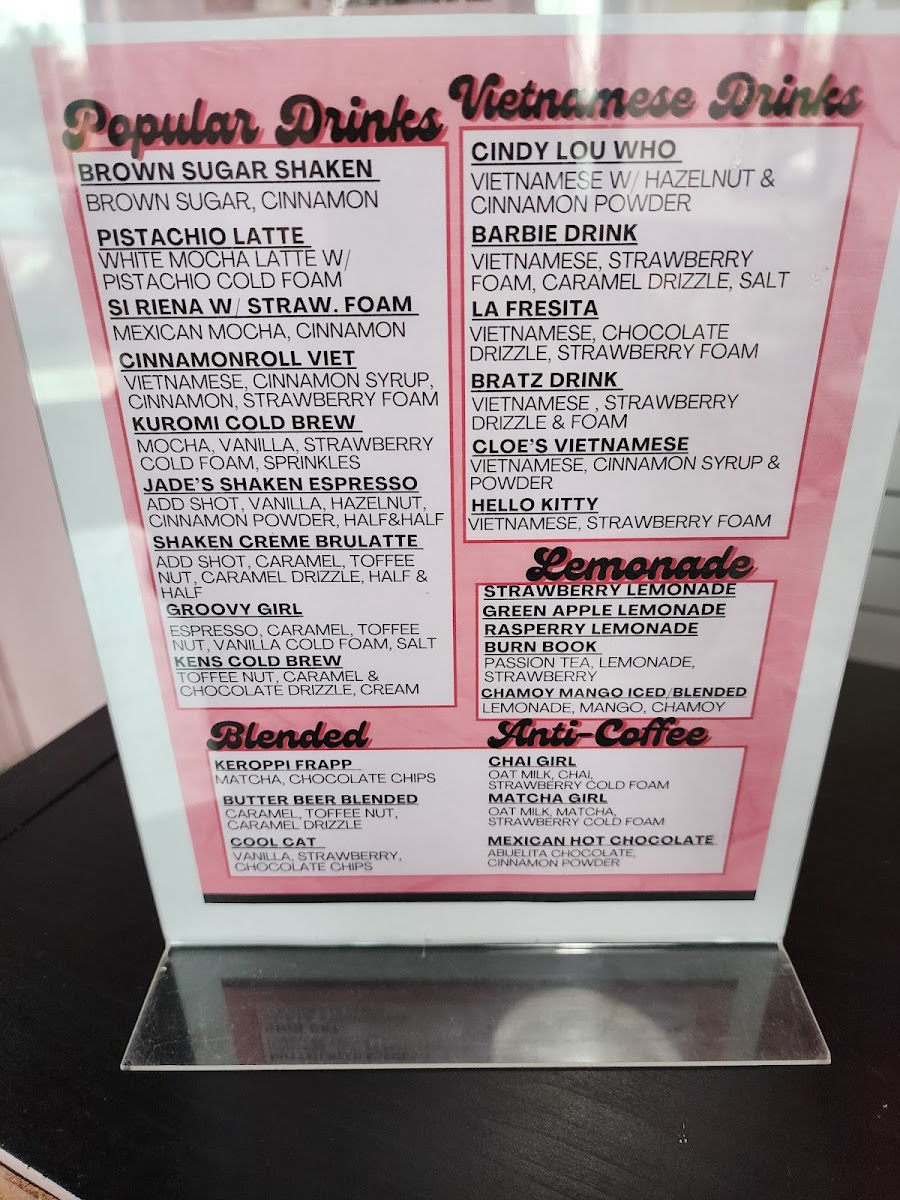 Popular Drinks
BROWN SUGAR SHAKEN
BROWN SUGAR, CINNAMON
PISTACHIO LATTE
WHITE MOCHA LATTE W/
PISTACHIO COLD FOAM
SI RIENA W/ STRAW. FOAM
MEXICAN MOCHA, CINNAMON
CINNAMONROLL VIET
VIETNAMESE, CINNAMON SYRUP,
CINNAMON, STRAWBERRY FOAM
KUROMI COLD BREW
MOCHA, VANILLA, STRAWBERRY
COLD FOAM, SPRINKLES
JADE'S SHAKEN ESPRESSO
ADD SHOT, VANILLA, HAZELNUT,
CINNAMON POWDER, HALF&HALF
SHAKEN CRÈME BRULATTE
ADD SHOT, CARAMEL, TOFFEE
NUT, CARAMEL DRIZZLE, HALF &
HALF
GROOVY GIRL
ESPRESSO, CARAMEL, TOFFEE
NUT, VANILLA COLD FOAM, SALT
KENS COLD BREW
TOFFEE NUT, CARAMEL &
CHOCOLATE DRIZZLE, CREAM
Vietnamese Drinks
CINDY LOU WHO
VIETNAMESE W/ HAZELNUT &
CINNAMON POWDER
BARBIE DRINK
VIETNAMESE, STRAWBERRY
FOAM, CARAMEL DRIZZLE, SALT
LA FRESITA
VIETNAMESE, CHOCOLATE
DRIZZLE, STRAWBERRY FOAM
BRATZ DRINK
VIETNAMESE , STRAWBERRY
DRIZZLE & FOAM
CLOE'S VIETNAMESE
VIETNAMESE, CINNAMON SYRUP &
POWDER
HELLO KITTY
VIETNAMESE, STRAWBERRY FOAM
Lemonade
STRAWBERRY LEMONADE
GREEN APPLE LEMONADE
RASPERRY LEMONADE
BURN BOOK
PASSION TEA, LEMONADE,
STRAWBERRY
CHAMOY MANGO ICED/BLENDED
LEMONADE, MANGO, CHAMOY
Blended
KEROPPI FRAPP
MATCHA, CHOCOLATE CHIPS
BUTTER BEER BLENDED
CARAMEL, TOFFEE NUT,
CARAMEL DRIZZLE
COOL CAT
VANILLA, STRAWBERRY,
CHOCOLATE CHIPS
Anti-Coffee
CHAI GIRL
OAT MILK, CHAI,
STRAWBERRY COLD FOAM
MATCHA GIRL
OAT MILK, MATCHA,
STRAWBERRY COLD FOAM
MEXICAN HOT CHOCOLATE
ABUELITA CHOCOLATE,
CINNAMON POWDER